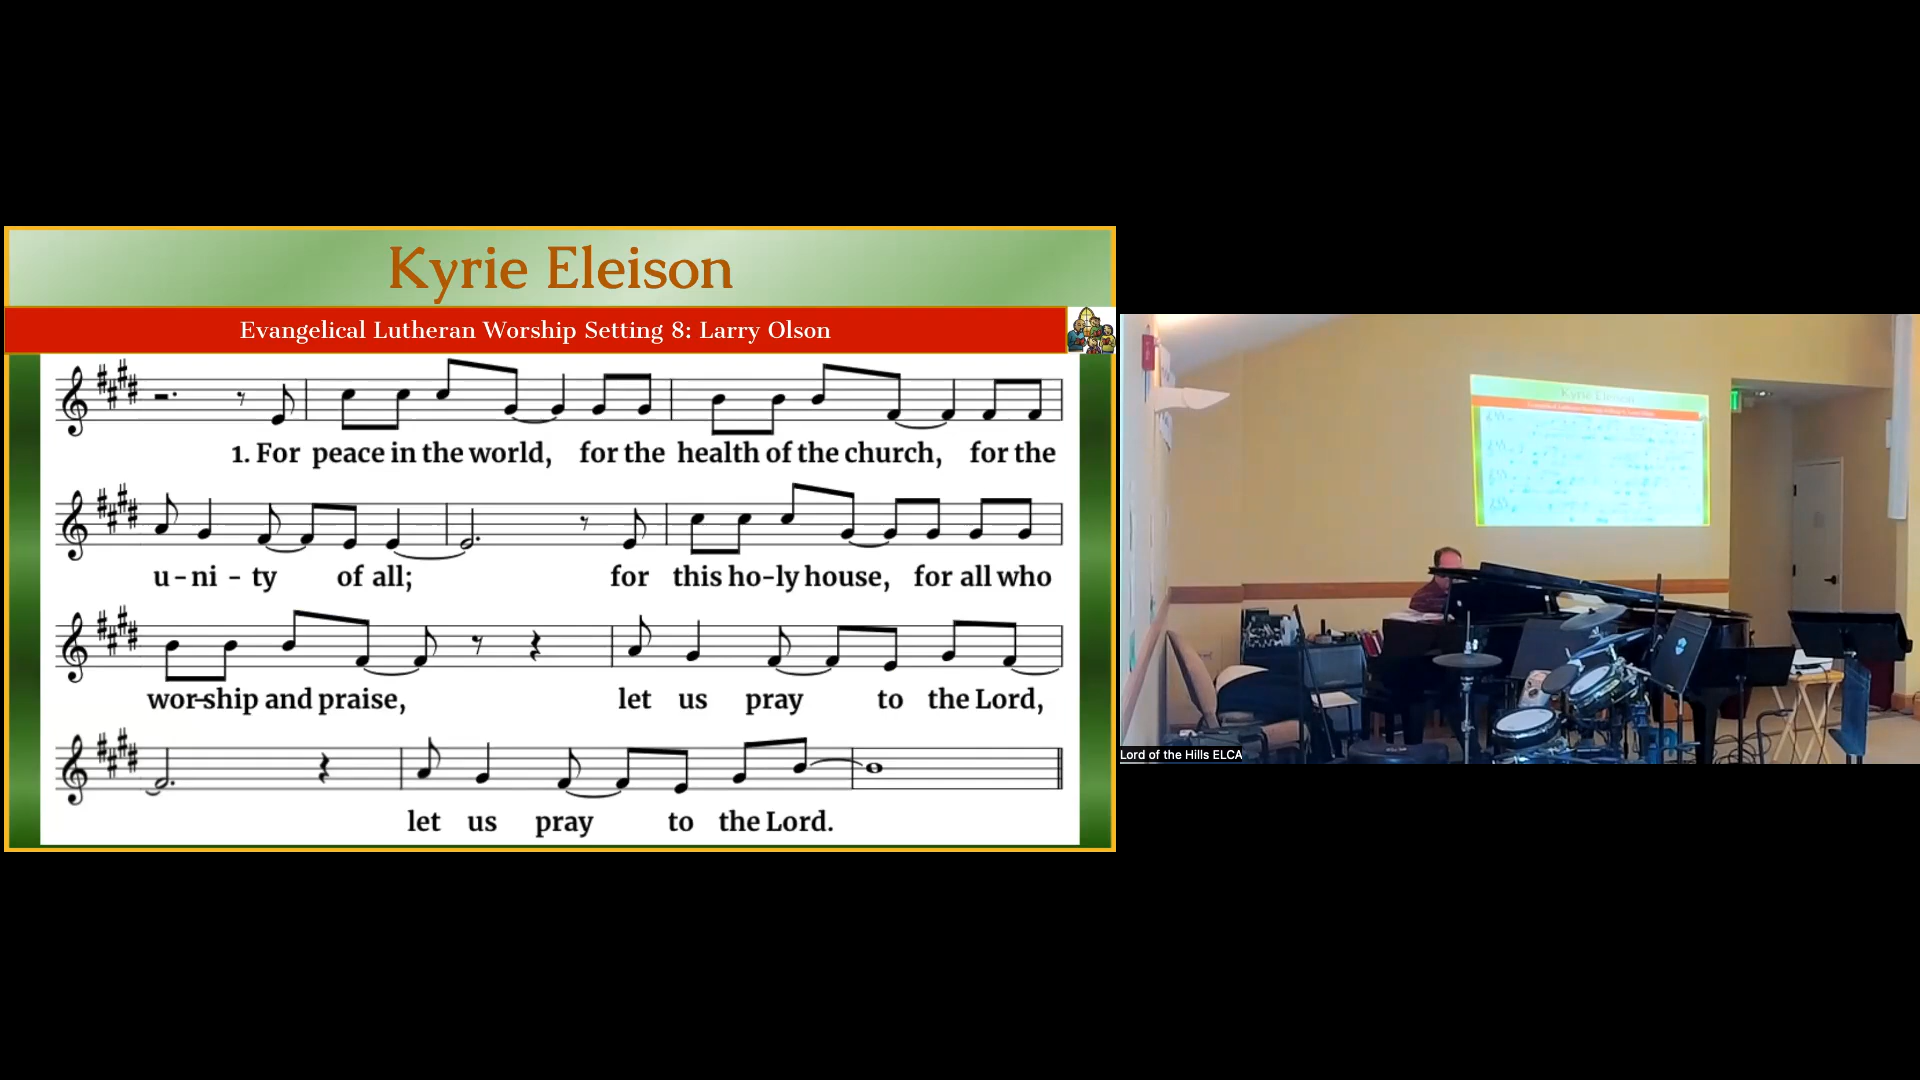 Kyrie Eleison
Evangelical Lutheran Worship Setting 8: Larry Olson
1. For peace in the world, for the health of the church, for the
u - ni - ty of all; for this ho-ly house, for all who
wor-ship and praise, let us pray to the Lord,
let us pray to the Lord.
Kyrie Eleison
Lord of the Hills ELCA